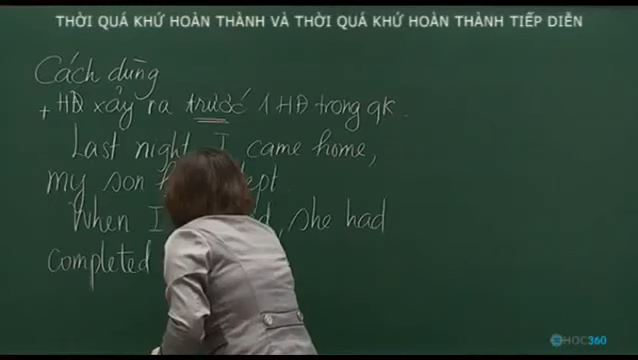 THỜI QUÁ KHỨ HOÀN THÀNH VÀ THỜI QUÁ KHỨ HOÀN THÀNH TIẾP DIỄN
Cách dùng
+ HĐ xảy ra trước 1 HĐ trong qk.
Last night I came home,
my son
When I , she had
completed
HOC360